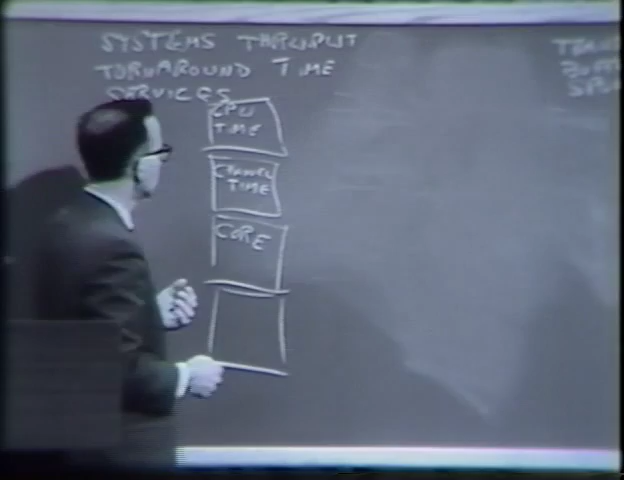 SYSTEMS THRUPUT
TURNAROUND TIME
SERVICES
CPU
TIME
CHANNEL
TIME
CORE